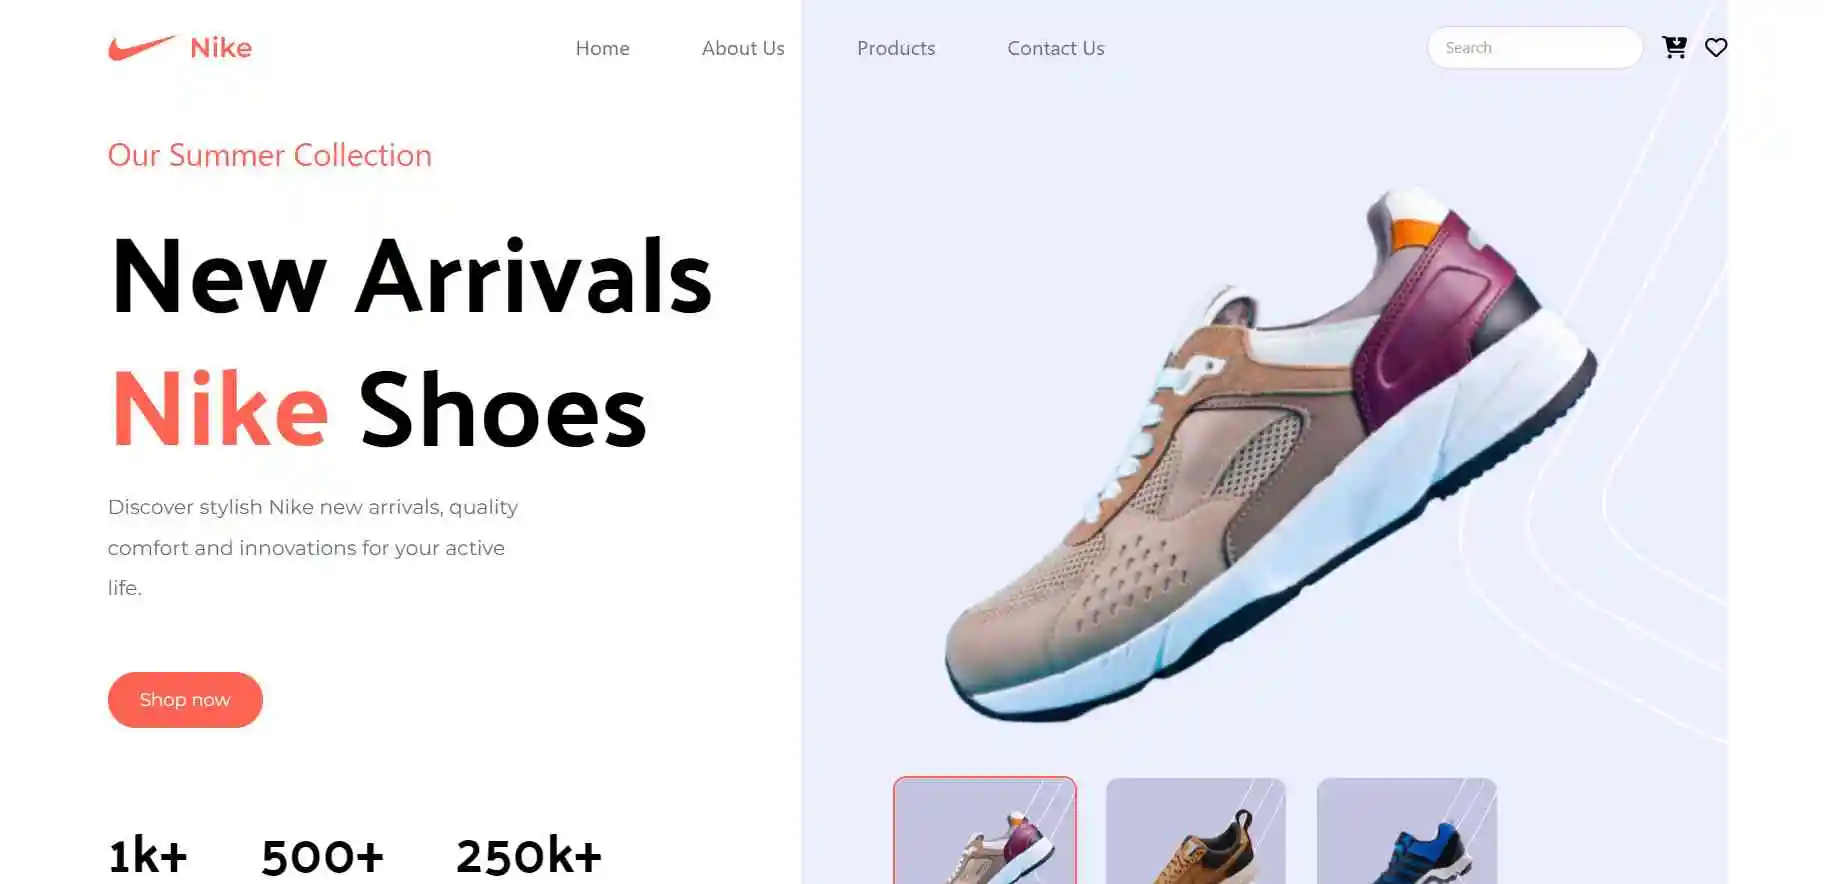 Nike
Home
About Us
Products
Contact Us
Search
Our Summer Collection
New Arrivals
Nike Shoes
Discover stylish Nike new arrivals, quality
comfort and innovations for your active
life.
Shop now
1k+
500+
250k+